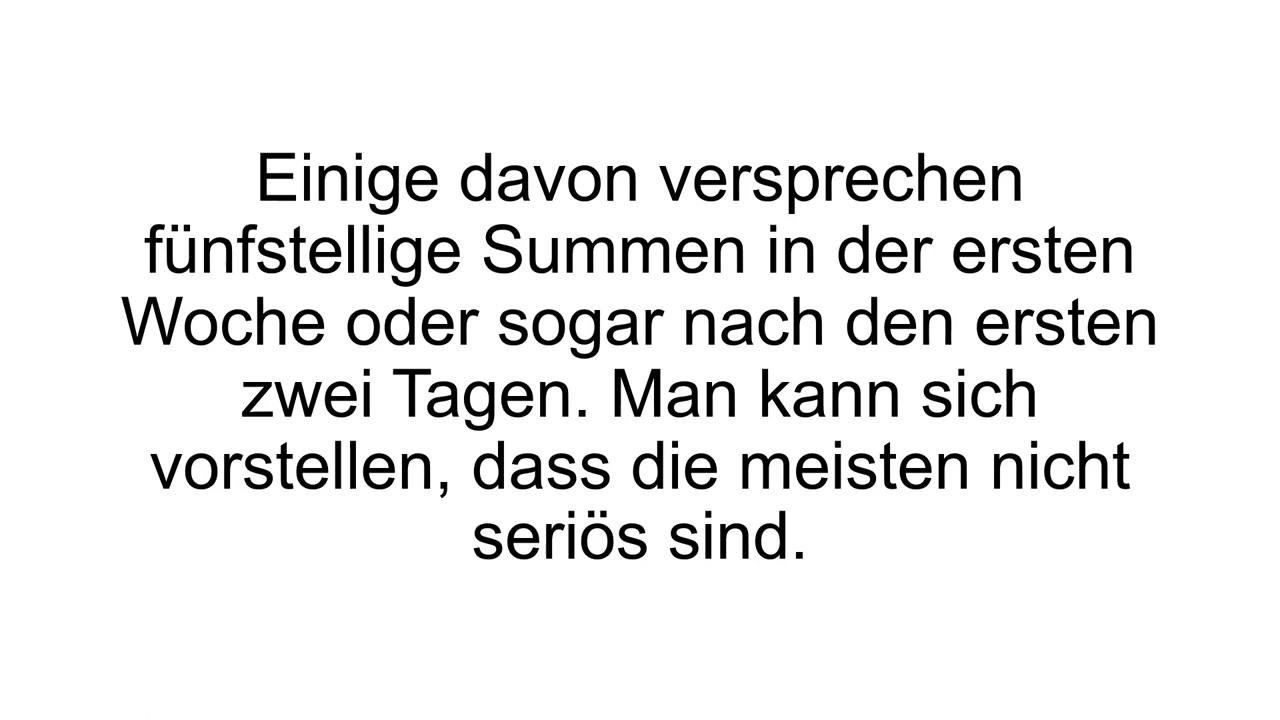 Einige davon versprechen
fünfstellige Summen in der ersten
Woche oder sogar nach den ersten
zwei Tagen. Man kann sich
vorstellen, dass die meisten nicht
seriös sind.